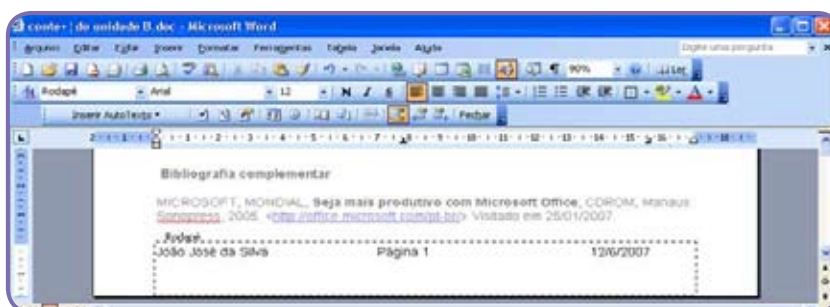 conte+ | do unidade B.doc - Microsoft Word
Arquivo Editar Exibir Inserir Formatar Ferramentas Tabela Janela Ajuda
Digite uma pergunta
90% Ler
Rodapé Arial 12 N I S
Inserir AutoTexto Fechar
Bibliografia complementar
MICROSOFT, MONDIAL, Seja mais produtivo com Microsoft Office, CDROM, Manaus:
Sonopress, 2005. <http://office.microsoft.com/pt-br/> Visitado em 25/01/2007.
Rodapé
João José da Silva Página 1 12/6/2007